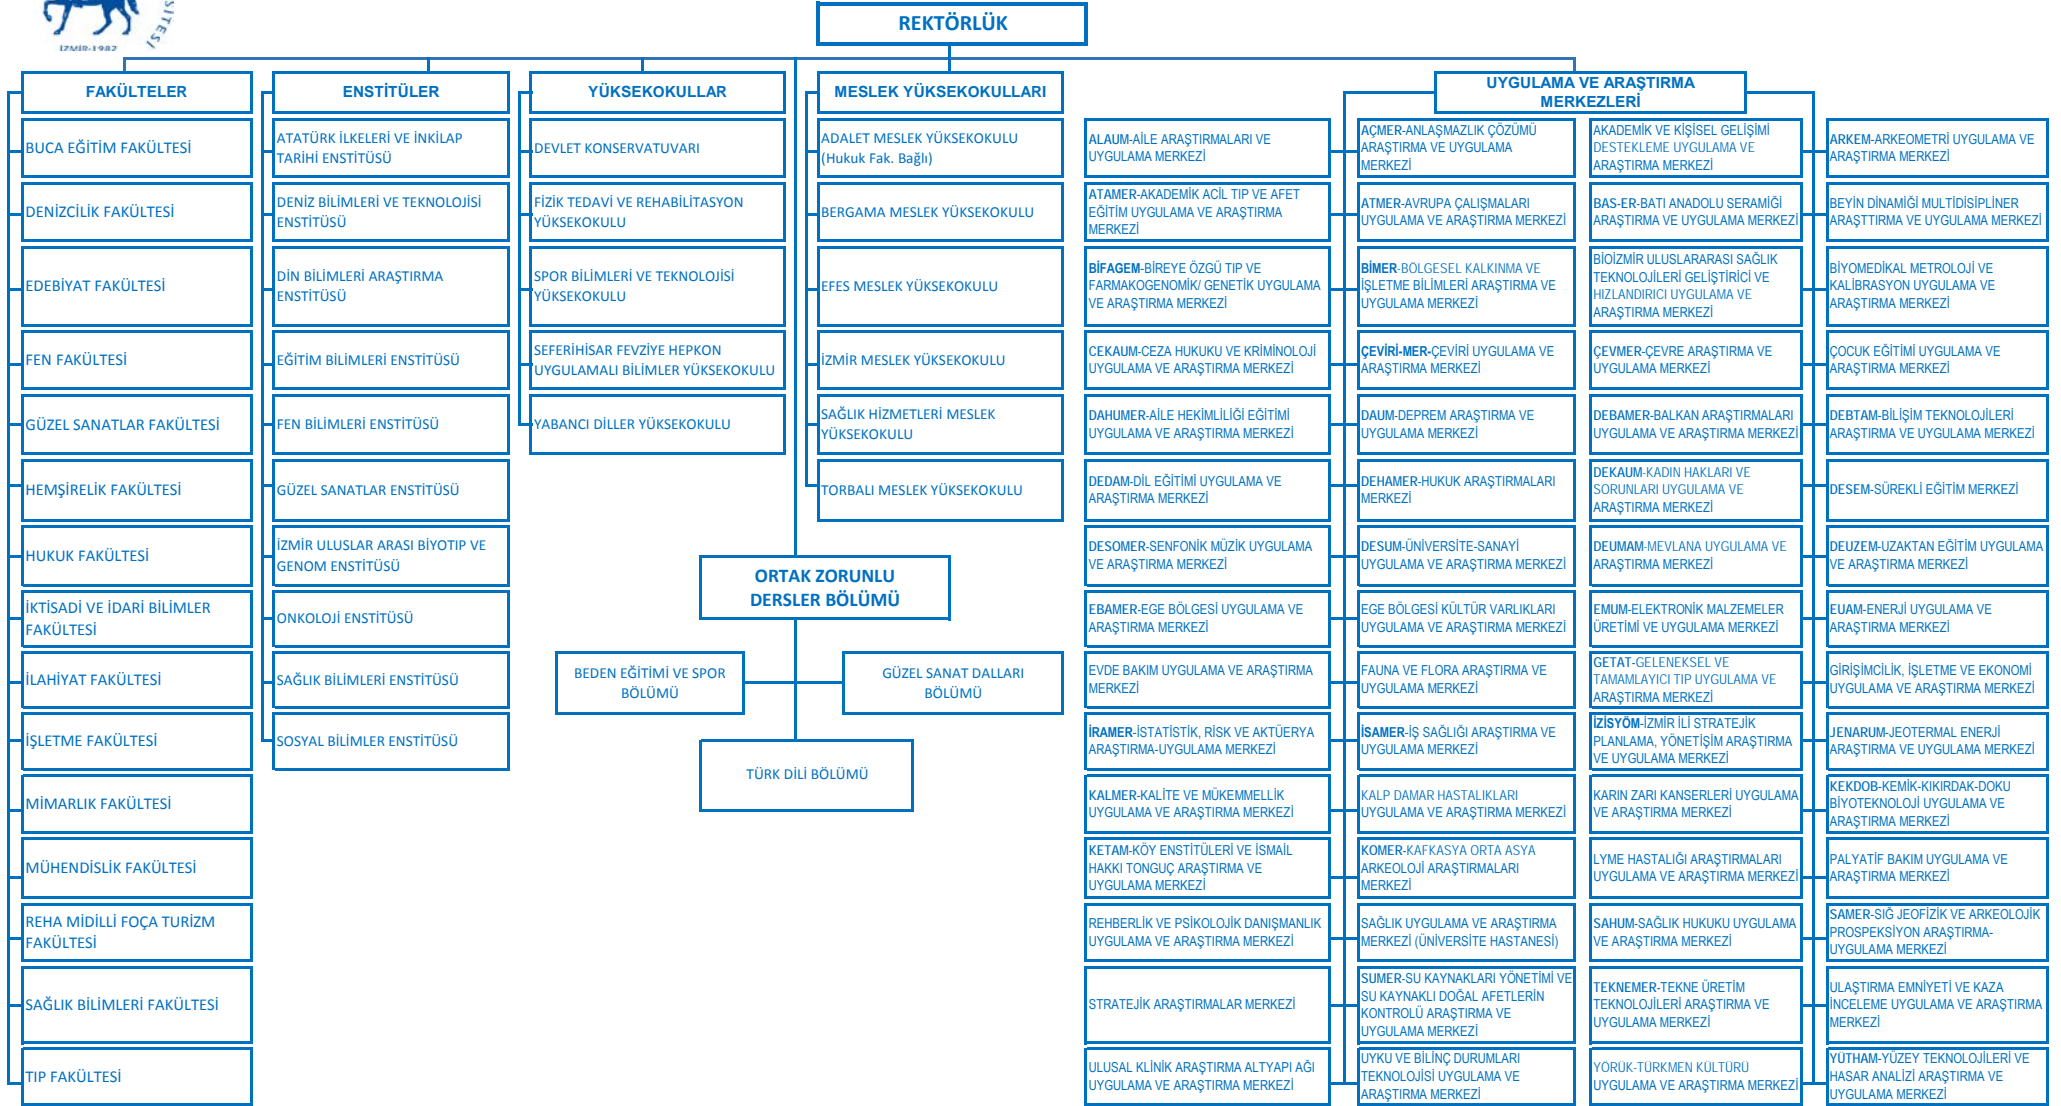 SİTESİ
İZMİR-1982
REKTÖRLÜK
FAKÜLTELER
BUCA EĞİTİM FAKÜLTESİ
DENİZCİLİK FAKÜLTESİ
EDEBİYAT FAKÜLTESİ
FEN FAKÜLTESİ
GÜZEL SANATLAR FAKÜLTESİ
HEMŞİRELİK FAKÜLTESİ
HUKUK FAKÜLTESİ
İKTİSADİ VE İDARİ BİLİMLER
FAKÜLTESİ
İLAHİYAT FAKÜLTESİ
İŞLETME FAKÜLTESİ
MİMARLIK FAKÜLTESİ
MÜHENDİSLİK FAKÜLTESİ
REHA MİDİLLİ FOÇA TURİZM
FAKÜLTESİ
SAĞLIK BİLİMLERİ FAKÜLTESİ
TIP FAKÜLTESİ
ENSTİTÜLER
ATATÜRK İLKELERİ VE İNKİLAP
TARİHİ ENSTİTÜSÜ
DENİZ BİLİMLERİ VE TEKNOLOJİSİ
ENSTİTÜSÜ
DİN BİLİMLERİ ARAŞTIRMA
ENSTİTÜSÜ
EĞİTİM BİLİMLERİ ENSTİTÜSÜ
FEN BİLİMLERİ ENSTİTÜSÜ
GÜZEL SANATLAR ENSTİTÜSÜ
İZMİR ULUSLAR ARASI BİYOTIP VE
GENOM ENSTİTÜSÜ
ONKOLOJİ ENSTİTÜSÜ
SAĞLIK BİLİMLERİ ENSTİTÜSÜ
SOSYAL BİLİMLER ENSTİTÜSÜ
YÜKSEKOKULLAR
DEVLET KONSERVATUVARI
FİZİK TEDAVİ VE REHABİLİTASYON
YÜKSEKOKULU
SPOR BİLİMLERİ VE TEKNOLOJİSİ
YÜKSEKOKULU
SEFERİHİSAR FEVZİYE HEPKON
UYGULAMALI BİLİMLER YÜKSEKOKULU
YABANCI DİLLER YÜKSEKOKULU
MESLEK YÜKSEKOKULLARI
ADALET MESLEK YÜKSEKOKULU
(Hukuk Fak. Bağlı)
BERGAMA MESLEK YÜKSEKOKULU
EFES MESLEK YÜKSEKOKULU
İZMİR MESLEK YÜKSEKOKULU
SAĞLIK HİZMETLERİ MESLEK
YÜKSEKOKULU
TORBALI MESLEK YÜKSEKOKULU
ORTAK ZORUNLU
DERSLER BÖLÜMÜ
BEDEN EĞİTİMİ VE SPOR
BÖLÜMÜ
GÜZEL SANAT DALLARI
BÖLÜMÜ
TÜRK DİLİ BÖLÜMÜ
UYGULAMA VE ARAŞTIRMA
MERKEZLERİ
ALAUM-AİLE ARAŞTIRMALARI VE
UYGULAMA MERKEZİ
AÇMER-ANLAŞMAZLIK ÇÖZÜMÜ
ARAŞTIRMA VE UYGULAMA
MERKEZİ
AKADEMİK VE KİŞİSEL GELİŞİMİ
DESTEKLEME UYGULAMA VE
ARAŞTIRMA MERKEZİ
ARKEM-ARKEOMETRİ UYGULAMA VE
ARAŞTIRMA MERKEZİ
ATAMER-AKADEMİK ACİL TIP VE AFET
EĞİTİM UYGULAMA VE ARAŞTIRMA
MERKEZİ
ATMER-AVRUPA ÇALIŞMALARI
UYGULAMA VE ARAŞTIRMA MERKEZİ
BAS-ER-BATI ANADOLU SERAMİĞİ
ARAŞTIRMA VE UYGULAMA MERKEZİ
BEYİN DİNAMİĞİ MULTİDİSİPLİNER
ARAŞTTIRMA VE UYGULAMA MERKEZİ
BİFAGEM-BİREYE ÖZGÜ TIP VE
FARMAKOGENOMİK/ GENETİK UYGULAMA
VE ARAŞTIRMA MERKEZİ
BİMER-BÖLGESEL KALKINMA VE
İŞLETME BİLİMLERİ ARAŞTIRMA VE
UYGULAMA MERKEZİ
BİOİZMİR ULUSLARARASI SAĞLIK
TEKNOLOJİLERİ GELİŞTİRİCİ VE
HIZLANDIRICI UYGULAMA VE
ARAŞTIRMA MERKEZİ
BİYOMEDİKAL METROLOJİ VE
KALİBRASYON UYGULAMA VE
ARAŞTIRMA MERKEZİ
CEKAUM-CEZA HUKUKU VE KRİMİNOLOJİ
UYGULAMA VE ARAŞTIRMA MERKEZİ
ÇEVİRİ-MER-ÇEVİRİ UYGULAMA VE
ARAŞTIRMA MERKEZİ
ÇEVMER-ÇEVRE ARAŞTIRMA VE
UYGULAMA MERKEZİ
ÇOCUK EĞİTİMİ UYGULAMA VE
ARAŞTIRMA MERKEZİ
DAHUMER-AİLE HEKİMLİLİĞİ EĞİTİMİ
UYGULAMA VE ARAŞTIRMA MERKEZİ
DAUM-DEPREM ARAŞTIRMA VE
UYGULAMA MERKEZİ
DEBAMER-BALKAN ARAŞTIRMALARI
UYGULAMA VE ARAŞTIRMA MERKEZİ
DEBTAM-BİLİŞİM TEKNOLOJİLERİ
ARAŞTIRMA VE UYGULAMA MERKEZİ
DEDAM-DİL EĞİTİMİ UYGULAMA VE
ARAŞTIRMA MERKEZİ
DEHAMER-HUKUK ARAŞTIRMALARI
MERKEZİ
DEKAUM-KADIN HAKLARI VE
SORUNLARI UYGULAMA VE
ARAŞTIRMA MERKEZİ
DESEM-SÜREKLİ EĞİTİM MERKEZİ
DESOMER-SENFONİK MÜZİK UYGULAMA
VE ARAŞTIRMA MERKEZİ
DESUM-ÜNİVERSİTE-SANAYİ
UYGULAMA VE ARAŞTIRMA MERKEZİ
DEUMAM-MEVLANA UYGULAMA VE
ARAŞTIRMA MERKEZİ
DEUZEM-UZAKTAN EĞİTİM UYGULAMA
VE ARAŞTIRMA MERKEZİ
EBAMER-EGE BÖLGESİ UYGULAMA VE
ARAŞTIRMA MERKEZİ
EGE BÖLGESİ KÜLTÜR VARLIKLARI
UYGULAMA VE ARAŞTIRMA MERKEZİ
EMUM-ELEKTRONİK MALZEMELER
ÜRETİMİ VE UYGULAMA MERKEZİ
EUAM-ENERJİ UYGULAMA VE
ARAŞTIRMA MERKEZİ
EVDE BAKIM UYGULAMA VE ARAŞTIRMA
MERKEZİ
FAUNA VE FLORA ARAŞTIRMA VE
UYGULAMA MERKEZİ
GETAT-GELENEKSEL VE
TAMAMLAYICI TIP UYGULAMA VE
ARAŞTIRMA MERKEZİ
GİRİŞİMCİLİK, İŞLETME VE EKONOMİ
UYGULAMA VE ARAŞTIRMA MERKEZİ
İRAMER-İSTATİSTİK, RİSK VE AKTÜERYA
ARAŞTIRMA-UYGULAMA MERKEZİ
İSAMER-İŞ SAĞLIĞI ARAŞTIRMA VE
UYGULAMA MERKEZİ
İZİSYÖM-İZMİR İLİ STRATEJİK
PLANLAMA, YÖNETİŞİM ARAŞTIRMA
VE UYGULAMA MERKEZİ
JENARUM-JEOTERMAL ENERJİ
ARAŞTIRMA VE UYGULAMA MERKEZİ
KALMER-KALİTE VE MÜKEMMELLİK
UYGULAMA VE ARAŞTIRMA MERKEZİ
KALP DAMAR HASTALIKLARI
UYGULAMA VE ARAŞTIRMA MERKEZİ
KARIN ZARI KANSERLERİ UYGULAMA
VE ARAŞTIRMA MERKEZİ
KEKDOB-KEMİK-KIKIRDAK-DOKU
BİYOTEKNOLOJİ UYGULAMA VE
ARAŞTIRMA MERKEZİ
KETAM-KÖY ENSTİTÜLERİ VE İSMAİL
HAKKI TONGUÇ ARAŞTIRMA VE
UYGULAMA MERKEZİ
KOMER-KAFKASYA ORTA ASYA
ARKEOLOJİ ARAŞTIRMALARI
MERKEZİ
LYME HASTALIĞI ARAŞTIRMALARI
UYGULAMA VE ARAŞTIRMA MERKEZİ
PALYATİF BAKIM UYGULAMA VE
ARAŞTIRMA MERKEZİ
REHBERLİK VE PSİKOLOJİK DANIŞMANLIK
UYGULAMA VE ARAŞTIRMA MERKEZİ
SAĞLIK UYGULAMA VE ARAŞTIRMA
MERKEZİ (ÜNİVERSİTE HASTANESİ)
SAHUM-SAĞLIK HUKUKU UYGULAMA
VE ARAŞTIRMA MERKEZİ
SAMER-SIĞ JEOFİZİK VE ARKEOLOJİK
PROSPEKSİYON ARAŞTIRMA-
UYGULAMA MERKEZİ
STRATEJİK ARAŞTIRMALAR MERKEZİ
SUMER-SU KAYNAKLARI YÖNETİMİ VE
SU KAYNAKLI DOĞAL AFETLERİN
KONTROLÜ ARAŞTIRMA VE
UYGULAMA MERKEZİ
TEKNEMER-TEKNE ÜRETİM
TEKNOLOJİLERİ ARAŞTIRMA VE
UYGULAMA MERKEZİ
ULAŞTIRMA EMNİYETİ VE KAZA
İNCELEME UYGULAMA VE ARAŞTIRMA
MERKEZİ
ULUSAL KLİNİK ARAŞTIRMA ALTYAPI AĞI
UYGULAMA VE ARAŞTIRMA MERKEZİ
UYKU VE BİLİNÇ DURUMLARI
TEKNOLOJİSİ UYGULAMA VE
ARAŞTIRMA MERKEZİ
YÖRÜK-TÜRKMEN KÜLTÜRÜ
UYGULAMA VE ARAŞTIRMA MERKEZİ
YÜTHAM-YÜZEY TEKNOLOJİLERİ VE
HASAR ANALİZİ ARAŞTIRMA VE
UYGULAMA MERKEZİ